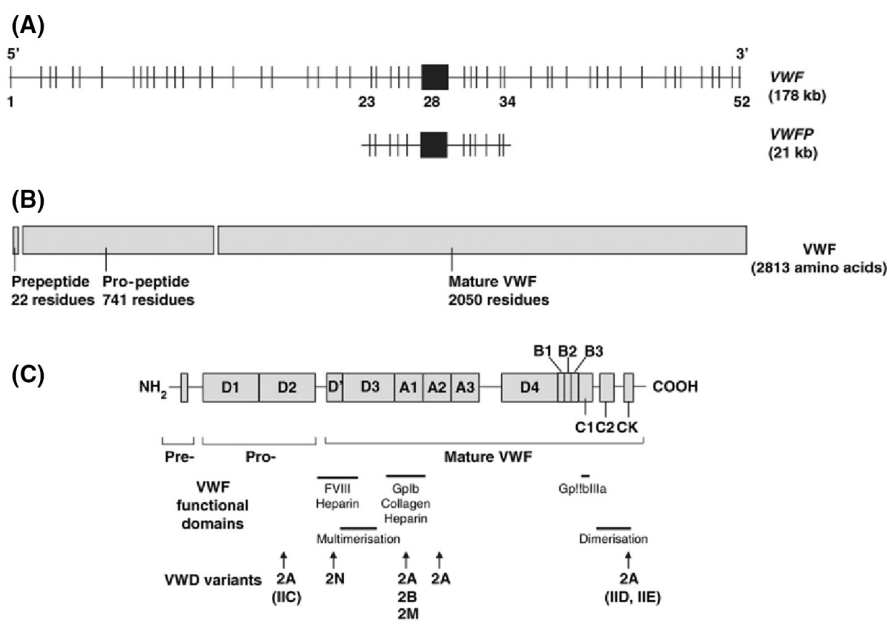 (A)
5' 3'
VWF
(178 kb)
1 23 28 34 52
VWFP
(21 kb)
(B)
VWF
(2813 amino acids)
Prepeptide Pro-peptide Mature VWF
22 residues 741 residues 2050 residues
(C)
B1 B2 B3
NH2 D1 D2 D' D3 A1 A2 A3 D4 COOH
C1 C2 CK
Pre- Pro- Mature VWF
VWF
functional
domains
FVIII
Heparin
GpIb
Collagen
Heparin
Gp!!bIIIa
Multimerisation Dimerisation
VWD variants 2A 2N 2A 2A 2A
(IIC) 2B (IID, IIE)
2M